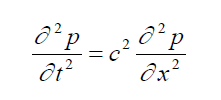 ∂²p/∂t² = c² ∂²p/∂x²